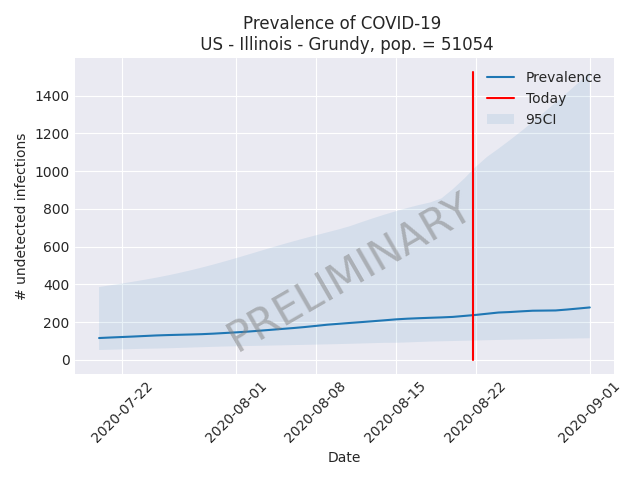 Prevalence of COVID-19
US - Illinois - Grundy, pop. = 51054
Prevalence
Today
95CI
1400
1200
1000
800
600
400
200
0
# undetected infections
PRELIMINARY
2020-07-22
2020-08-01
2020-08-08
2020-08-15
2020-08-22
2020-09-01
Date